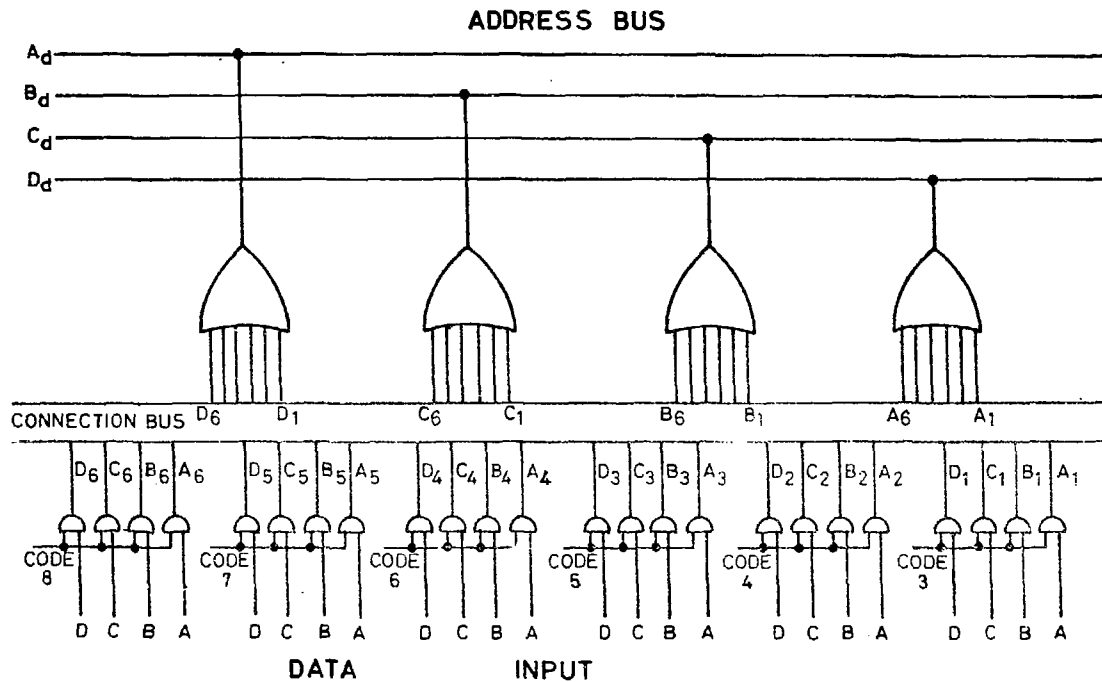 ADDRESS BUS
Ad
Bd
Cd
Dd
D6 D1 C6 C1 B6 B1 A6 A1
CONNECTION BUS
D6 C6 B6 A6 D5 C5 B5 A5 D4 C4 B4 A4 D3 C3 B3 A3 D2 C2 B2 A2 D1 C1 B1 A1
CODE CODE CODE CODE CODE CODE
8 7 6 5 4 3
D C B A D C B A D C B A D C B A D C B A D C B A
DATA INPUT